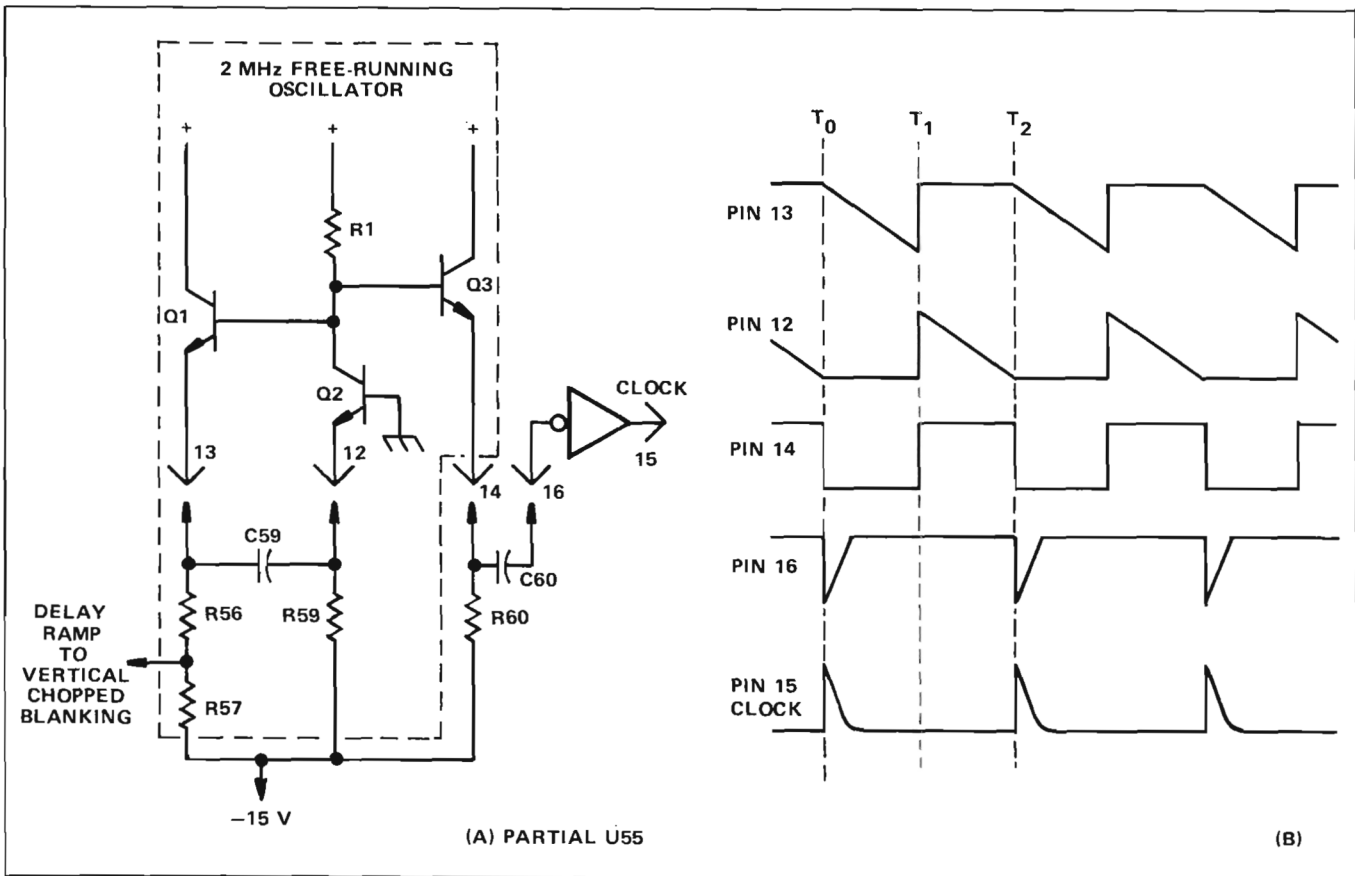 2 MHz FREE-RUNNING
OSCILLATOR
+
+
+
R1
Q1
Q3
Q2
CLOCK
13
12
14
16
15
C59
C60
R56
R59
R60
DELAY
RAMP
TO
VERTICAL
CHOPPED
BLANKING
R57
−15 V
(A) PARTIAL U55
T0
T1
T2
PIN 13
PIN 12
PIN 14
PIN 16
PIN 15
CLOCK
(B)